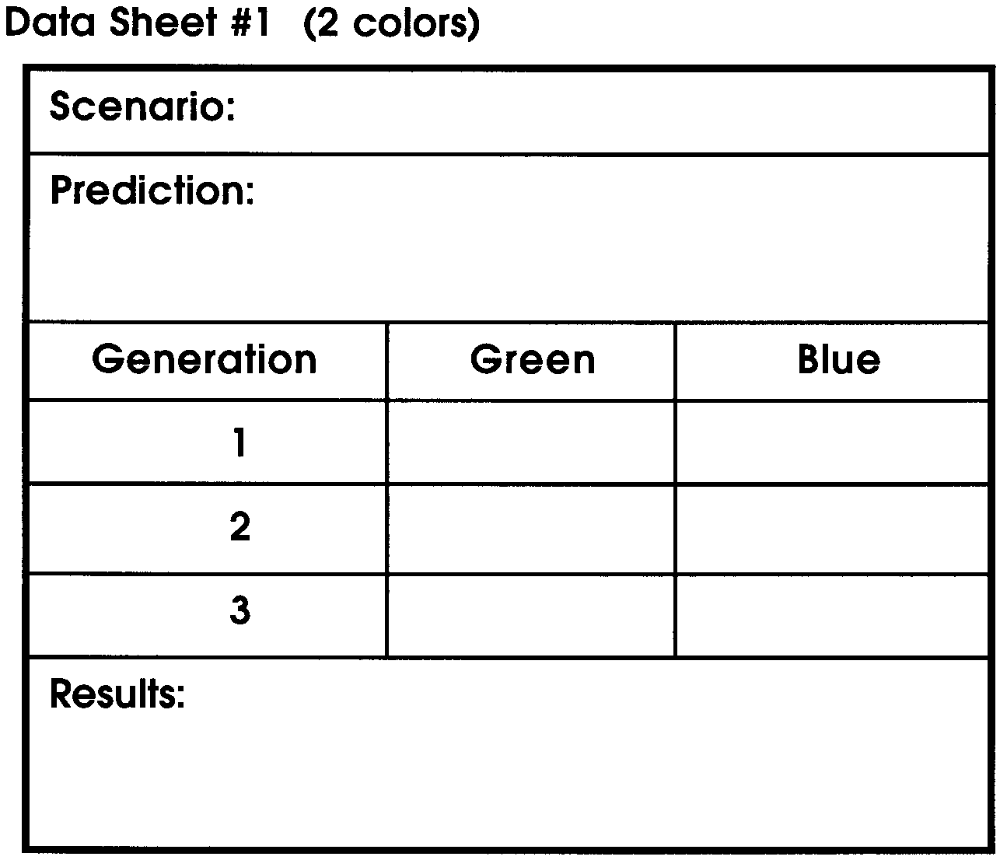 Data Sheet #1 (2 colors)
Scenario:
Prediction:
Generation Green Blue
1
2
3
Results: